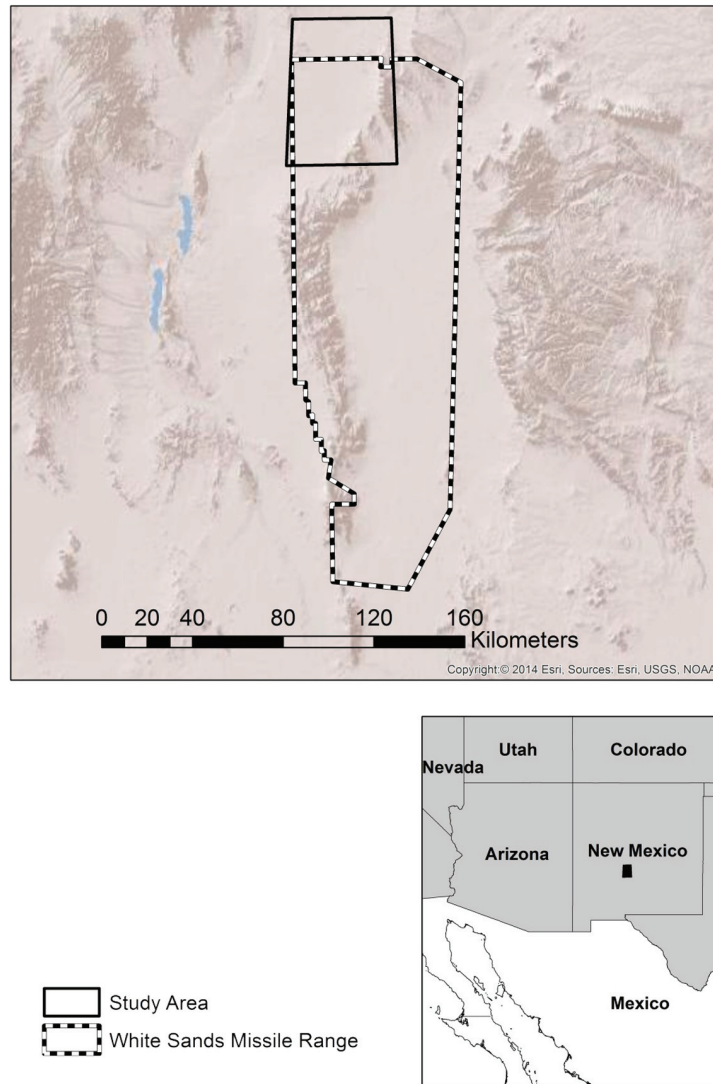 0 20 40 80 120 160
Kilometers
Copyright:© 2014 Esri, Sources: Esri, USGS, NOAA
Utah Colorado
Nevada
Arizona New Mexico
Mexico
Study Area
White Sands Missile Range